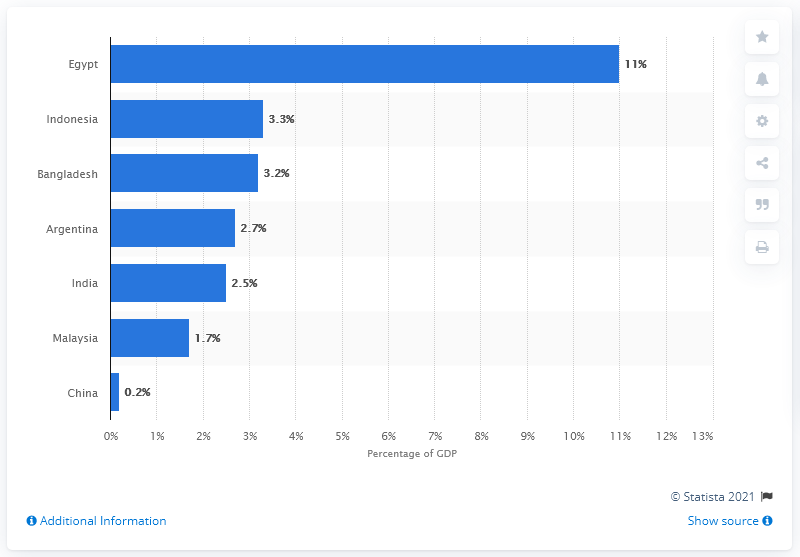 Egypt 11%
Indonesia 3.3%
Bangladesh 3.2%
Argentina 2.7%
India 2.5%
Malaysia 1.7%
China 0.2%
0% 1% 2% 3% 4% 5% 6% 7% 8% 9% 10% 11% 12% 13%
Percentage of GDP
© Statista 2021
Additional Information Show source